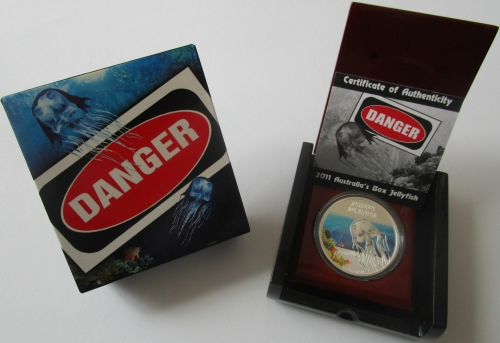 DANGER
Certificate of Authenticity
DANGER
2011 Australia's Box Jellyfish